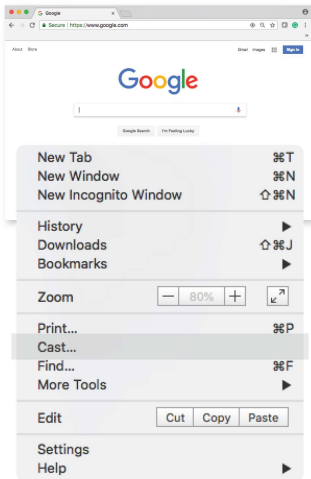 G Google
Secure | https://www.google.com
About Store
Gmail Images
Sign in
Google
Google Search I'm Feeling Lucky
New Tab ⌘T
New Window ⌘N
New Incognito Window ⇧⌘N
History ▶
Downloads ⇧⌘J
Bookmarks ▶
Zoom — 80% +
Print... ⌘P
Cast...
Find... ⌘F
More Tools ▶
Edit Cut Copy Paste
Settings
Help ▶